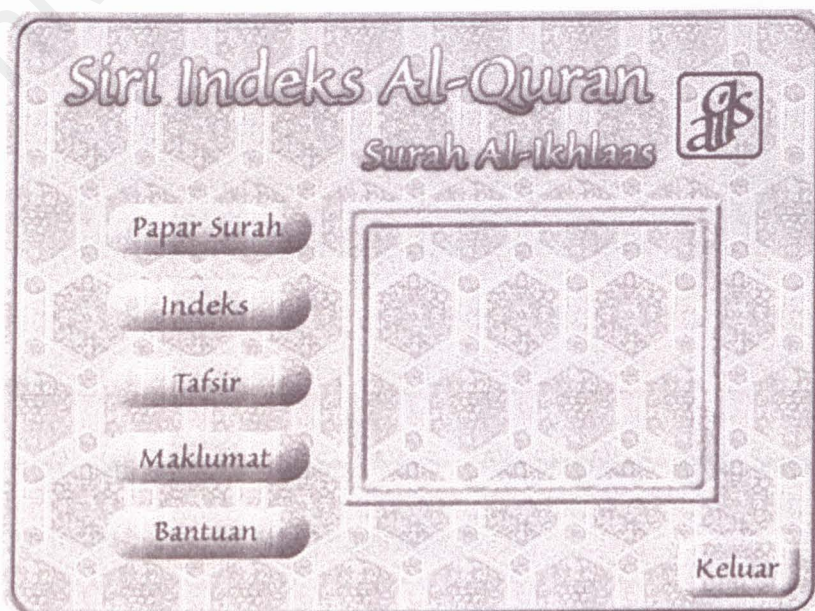 Siri Indeks Al-Quran
Surah Al-Ikhlaas
Papar Surah
Indeks
Tafsir
Maklumat
Bantuan
Keluar